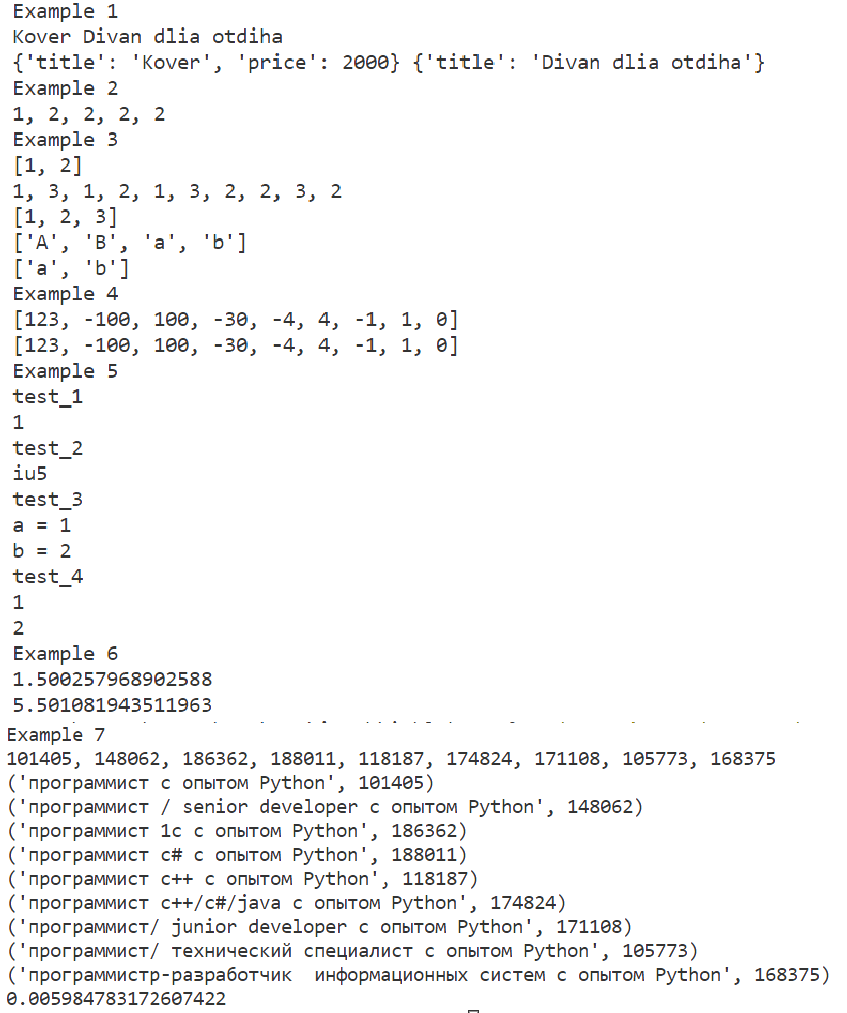 Example 1
Kover Divan dlia otdiha
{'title': 'Kover', 'price': 2000} {'title': 'Divan dlia otdiha'}
Example 2
1, 2, 2, 2, 2
Example 3
[1, 2]
1, 3, 1, 2, 1, 3, 2, 2, 3, 2
[1, 2, 3]
['A', 'B', 'a', 'b']
['a', 'b']
Example 4
[123, -100, 100, -30, -4, 4, -1, 1, 0]
[123, -100, 100, -30, -4, 4, -1, 1, 0]
Example 5
test_1
1
test_2
iu5
test_3
a = 1
b = 2
test_4
1
2
Example 6
1.500257968902588
5.501081943511963
Example 7
101405, 148062, 186362, 188011, 118187, 174824, 171108, 105773, 168375
('программист с опытом Python', 101405)
('программист / senior developer с опытом Python', 148062)
('программист 1с с опытом Python', 186362)
('программист c# с опытом Python', 188011)
('программист c++ с опытом Python', 118187)
('программист c++/c#/java с опытом Python', 174824)
('программист/ junior developer с опытом Python', 171108)
('программист/ технический специалист с опытом Python', 105773)
('программистр-разработчик  информационных систем с опытом Python', 168375)
0.005984783172607422